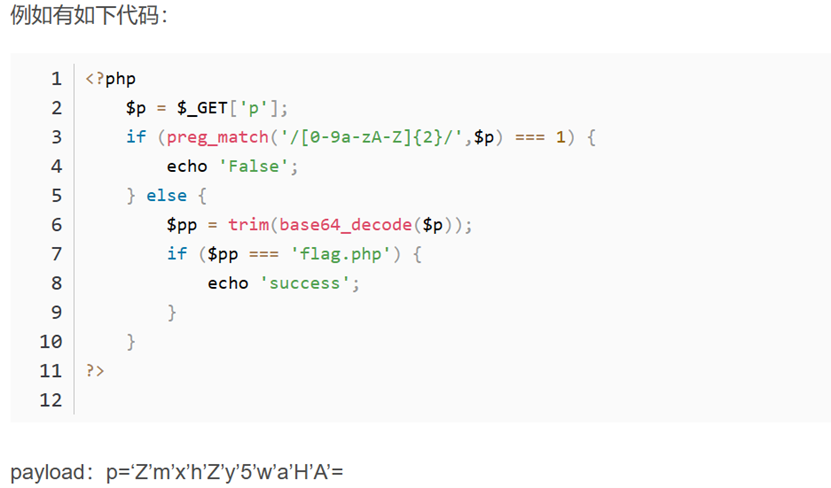 例如有如下代码：
1 <?php
2 $p = $_GET['p'];
3 if (preg_match('/[0-9a-zA-Z]{2}/',$p) === 1) {
4 echo 'False';
5 } else {
6 $pp = trim(base64_decode($p));
7 if ($pp === 'flag.php') {
8 echo 'success';
9 }
10 }
11 ?>
12
payload：p=‘Z’m’x’h’Z’y’5’w’a’H’A’=